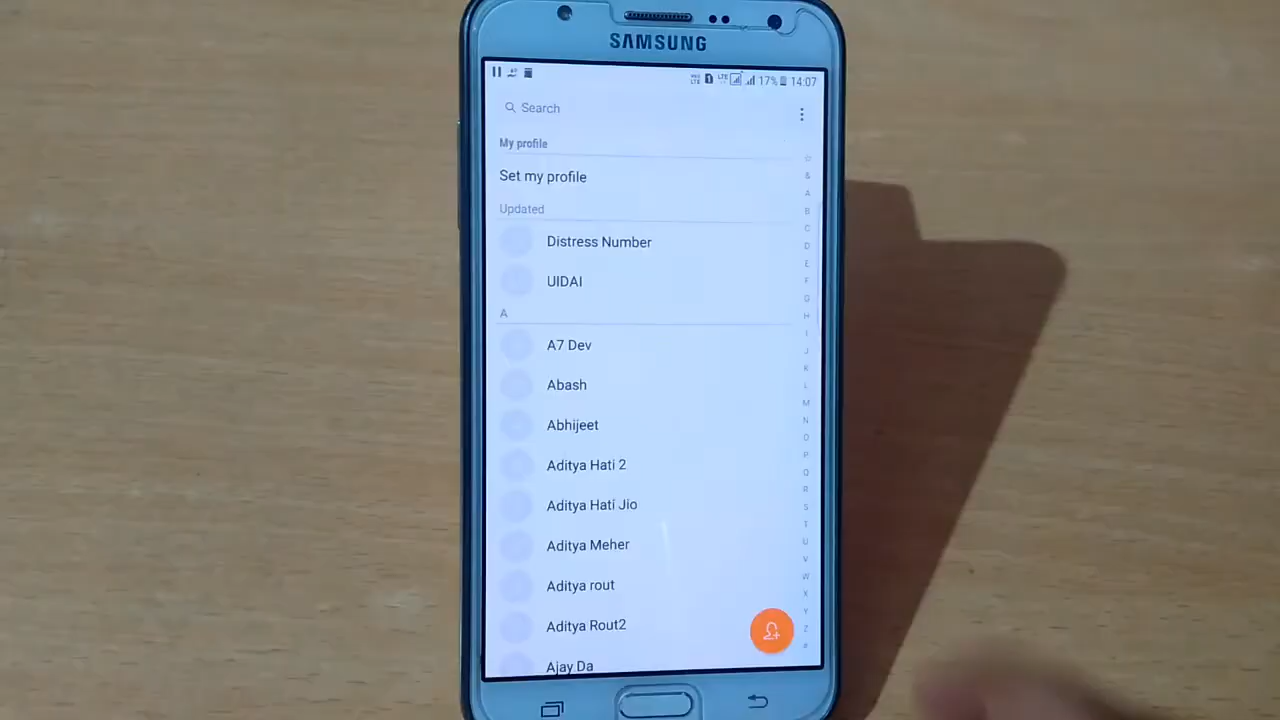 SAMSUNG
LTE 17% 14:07
Search
My profile
Set my profile
Updated
Distress Number
UIDAI
A
A7 Dev
Abash
Abhijeet
Aditya Hati 2
Aditya Hati Jio
Aditya Meher
Aditya rout
Aditya Rout2
Ajay Da
&
A
B
C
D
E
F
G
H
I
J
K
L
M
N
O
P
Q
R
S
T
U
V
W
X
Y
Z
#